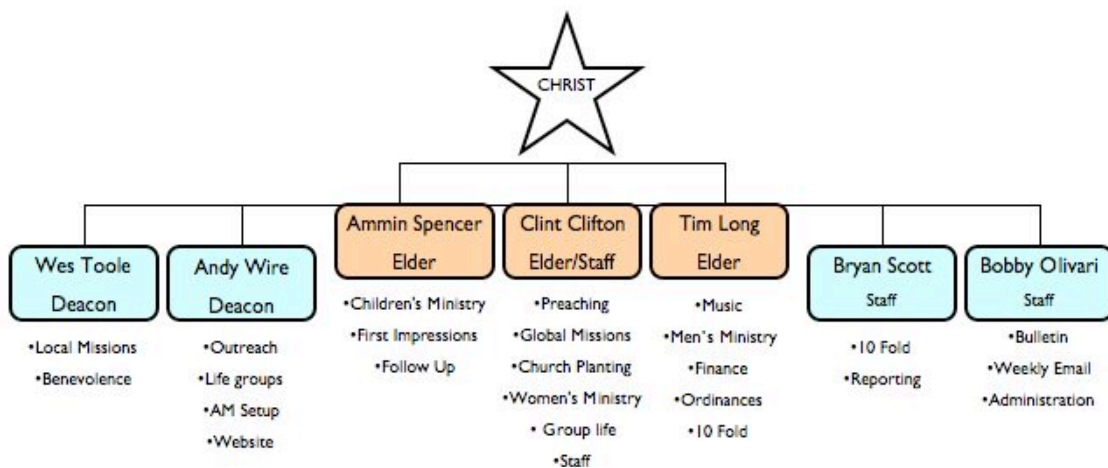 CHRIST
Wes Toole
Deacon
•Local Missions
•Benevolence
Andy Wire
Deacon
•Outreach
•Life groups
•AM Setup
•Website
Ammin Spencer
Elder
•Children's Ministry
•First Impressions
•Follow Up
Clint Clifton
Elder/Staff
•Preaching
•Global Missions
•Church Planting
•Women's Ministry
• Group life
•Staff
Tim Long
Elder
•Music
•Men's Ministry
•Finance
•Ordinances
•10 Fold
Bryan Scott
Staff
•10 Fold
•Reporting
Bobby Olivari
Staff
•Bulletin
•Weekly Email
•Administration